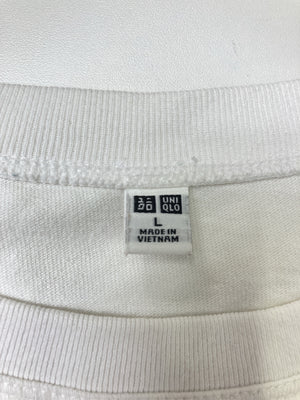 ユニ UNI
クロ QLO
L
MADE IN
VIETNAM